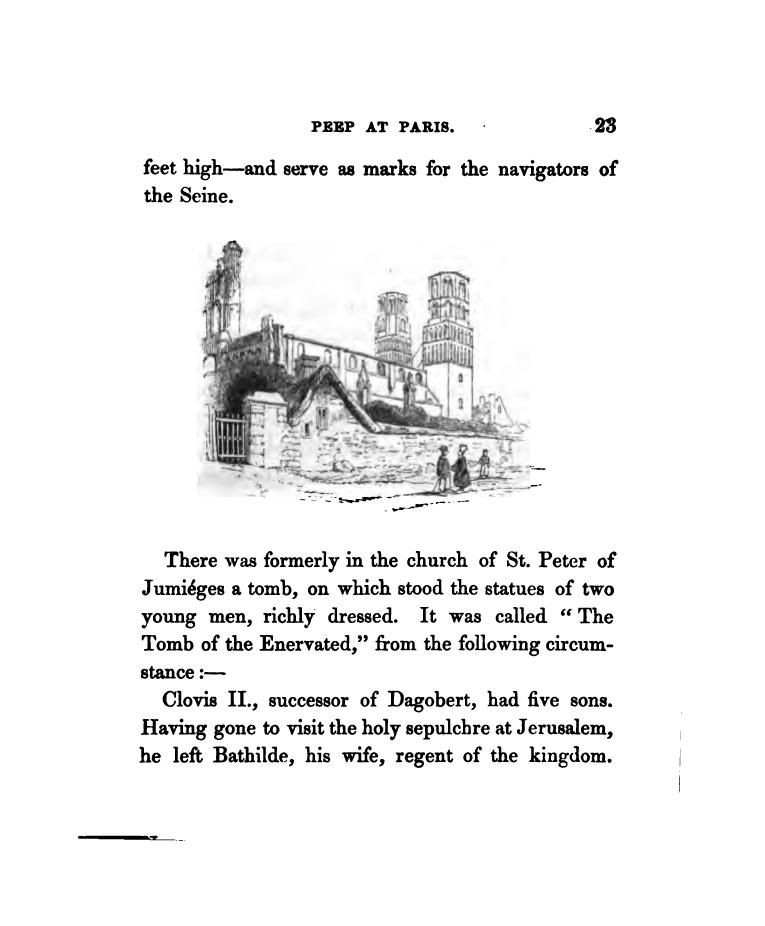 PEEP AT PARIS. 23
feet high—and serve as marks for the navigators of
the Seine.
There was formerly in the church of St. Peter of
Jumiéges a tomb, on which stood the statues of two
young men, richly dressed. It was called “ The
Tomb of the Enervated,” from the following circum-
stance :—
Clovis II., successor of Dagobert, had five sons.
Having gone to visit the holy sepulchre at Jerusalem,
he left Bathilde, his wife, regent of the kingdom.